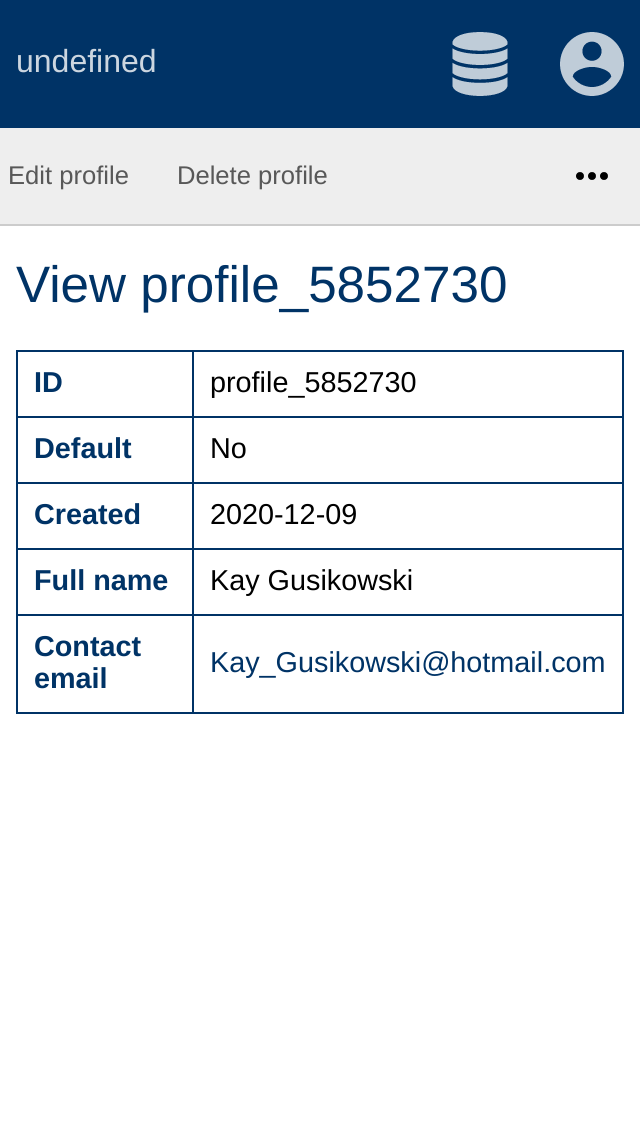 undefined
Edit profile Delete profile
View profile_5852730
ID profile_5852730
Default No
Created 2020-12-09
Full name Kay Gusikowski
Contact
email Kay_Gusikowski@hotmail.com